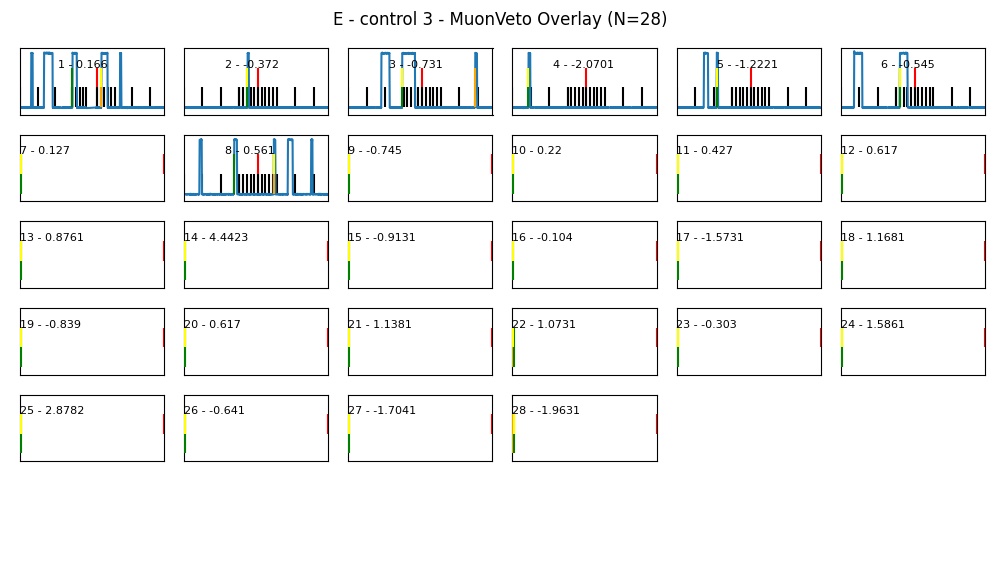 E - control 3 - MuonVeto Overlay (N=28)
1 - 0.166
2 - -0.372
3 - -0.731
4 - -2.0701
5 - -1.2221
6 - -0.545
7 - 0.127
8 - 0.561
9 - -0.745
10 - 0.22
11 - 0.427
12 - 0.617
13 - 0.8761
14 - 4.4423
15 - -0.9131
16 - -0.104
17 - -1.5731
18 - 1.1681
19 - -0.839
20 - 0.617
21 - 1.1381
22 - 1.0731
23 - -0.303
24 - 1.5861
25 - 2.8782
26 - -0.641
27 - -1.7041
28 - -1.9631